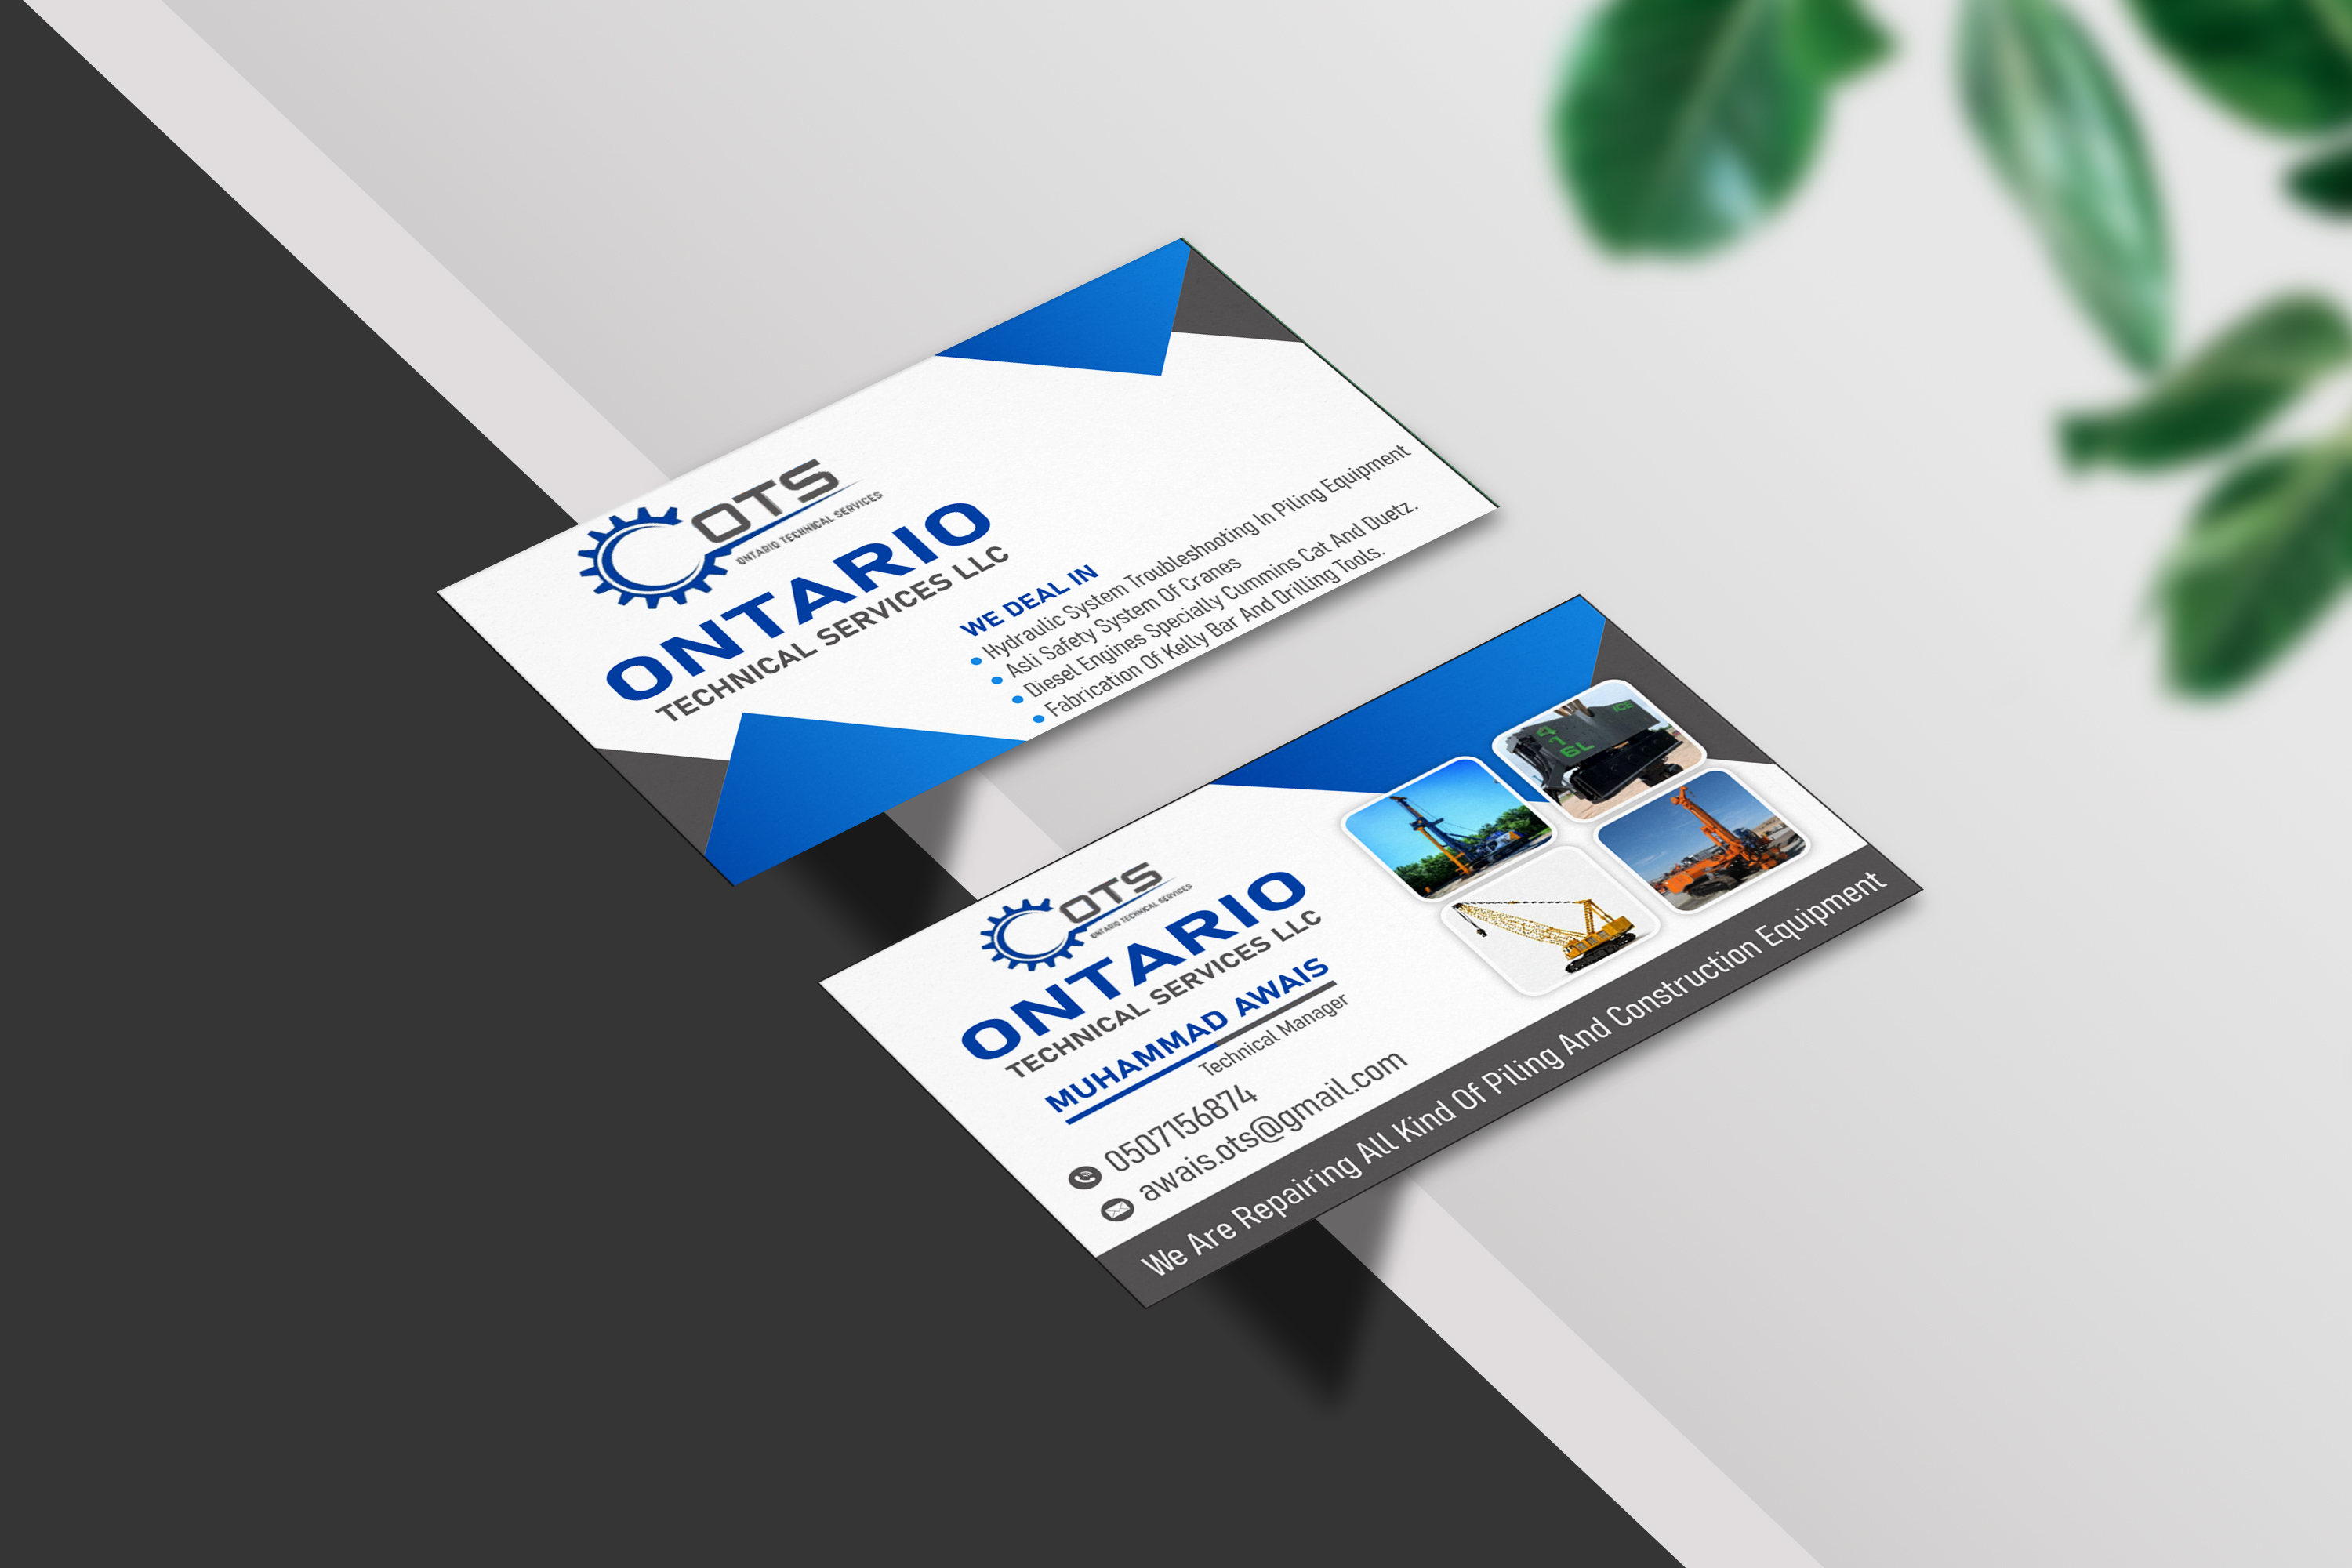 OTS
ONTARIO TECHNICAL SERVICES
ONTARIO
TECHNICAL SERVICES LLC
WE DEAL IN
Hydraulic System Troubleshooting In Piling Equipment
Asli Safety System Of Cranes
Diesel Engines Specially Cummins Cat And Duetz.
Fabrication Of Kelly Bar And Drilling Tools.
OTS
ONTARIO TECHNICAL SERVICES
ONTARIO
TECHNICAL SERVICES LLC
MUHAMMAD AWAIS
Technical Manager
0507156874
awais.ots@gmail.com
416L
ICE
We Are Repairing All Kind Of Piling And Construction Equipment